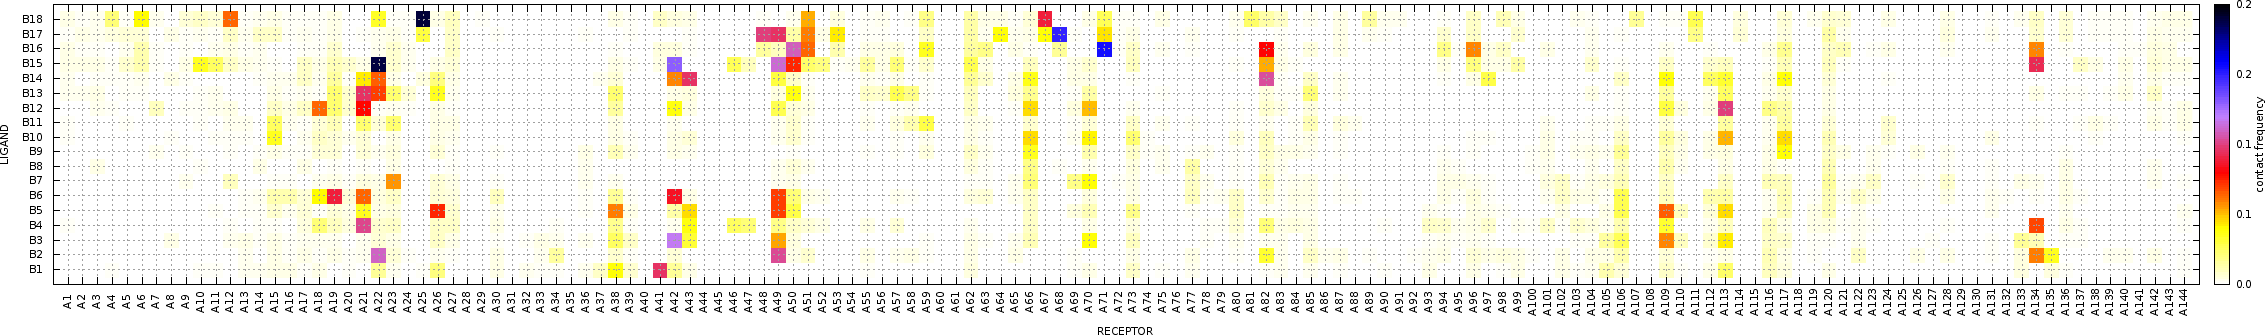 B18
B17
B16
B15
B14
B13
B12
B11
B10
B9
B8
B7
B6
B5
B4
B3
B2
B1
LIGAND
A1 A2 A3 A4 A5 A6 A7 A8 A9 A10 A11 A12 A13 A14 A15 A16 A17 A18 A19 A20 A21 A22 A23 A24 A25 A26 A27 A28 A29 A30 A31 A32 A33 A34 A35 A36 A37 A38 A39 A40 A41 A42 A43 A44 A45 A46 A47 A48 A49 A50 A51 A52 A53 A54 A55 A56 A57 A58 A59 A60 A61 A62 A63 A64 A65 A66 A67 A68 A69 A70 A71 A72 A73 A74 A75 A76 A77 A78 A79 A80 A81 A82 A83 A84 A85 A86 A87 A88 A89 A90 A91 A92 A93 A94 A95 A96 A97 A98 A99 A100 A101 A102 A103 A104 A105 A106 A107 A108 A109 A110 A111 A112 A113 A114 A115 A116 A117 A118 A119 A120 A121 A122 A123 A124 A125 A126 A127 A128 A129 A130 A131 A132 A133 A134 A135 A136 A137 A138 A139 A140 A141 A142 A143 A144
RECEPTOR
0.2
0.2
0.1
0.1
0.0
contact frequency